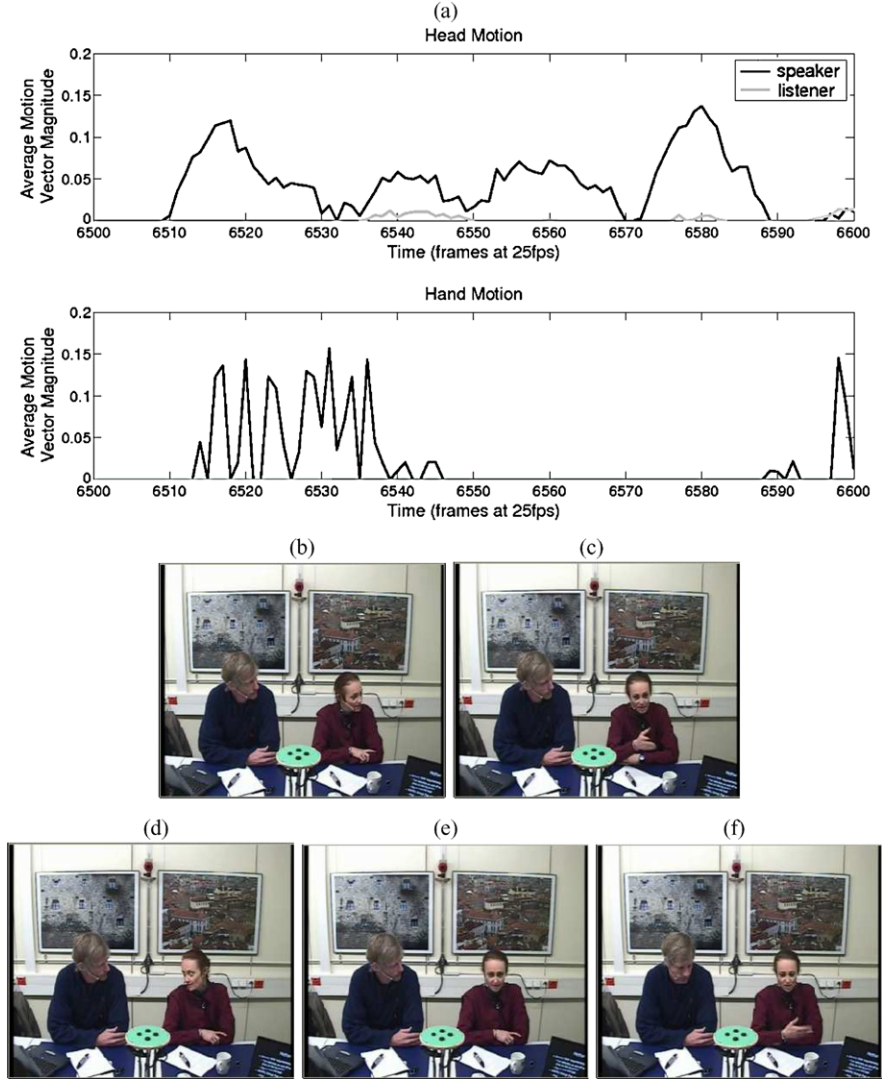 (a)
Head Motion
Average Motion
Vector Magnitude
0.2
0.15
0.1
0.05
0
speaker
listener
6500 6510 6520 6530 6540 6550 6560 6570 6580 6590 6600
Time (frames at 25fps)
Hand Motion
Average Motion
Vector Magnitude
0.2
0.15
0.1
0.05
0
6500 6510 6520 6530 6540 6550 6560 6570 6580 6590 6600
Time (frames at 25fps)
(b) (c)
(d) (e) (f)